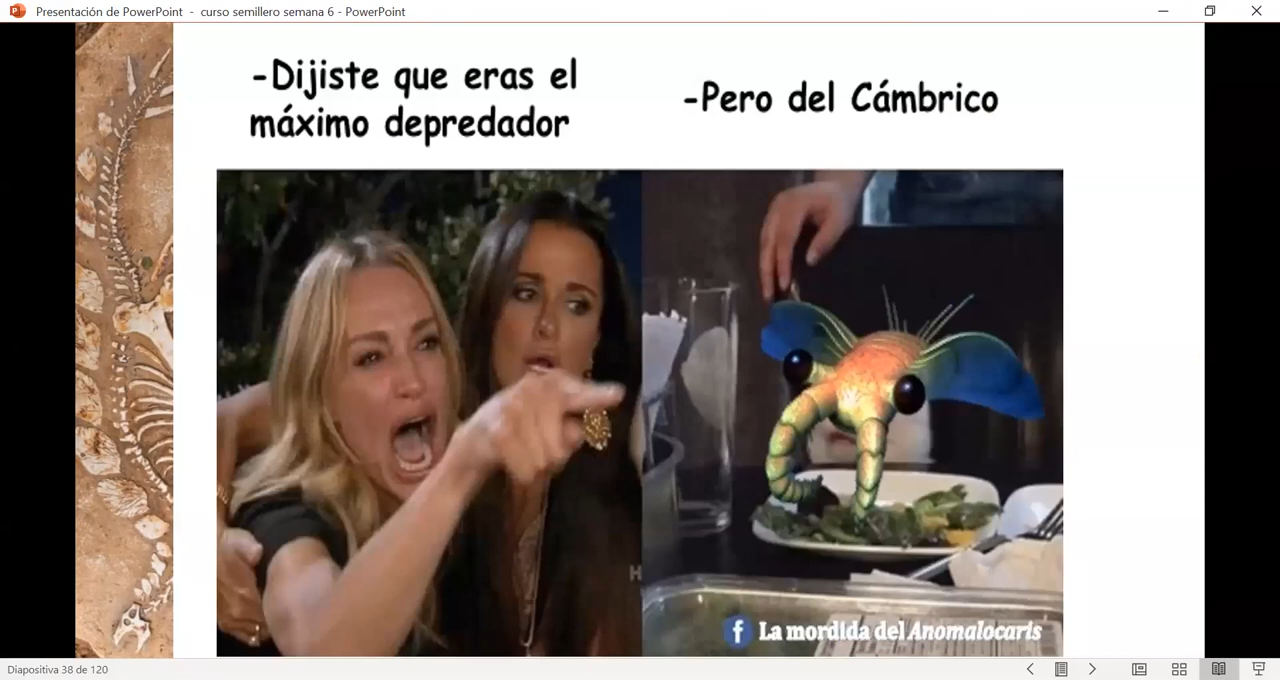 Presentación de PowerPoint - curso semillero semana 6 - PowerPoint
-Dijiste que eras el
máximo depredador
-Pero del Cámbrico
H
f La mordida del Anomalocaris
Diapositiva 38 de 120